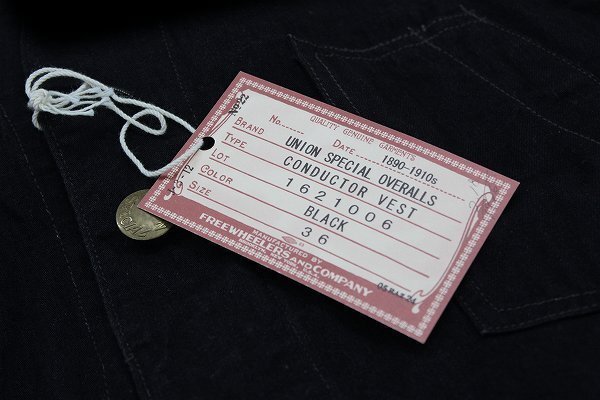 QUALITY GENUINE GARMENTS
No.
DATE 1890-1910s
BRAND UNION SPECIAL OVERALLS
TYPE CONDUCTOR VEST
LOT 1621006
COLOR BLACK
SIZE 36
MANUFACTURED BY
FREEWHEELERS AND COMPANY